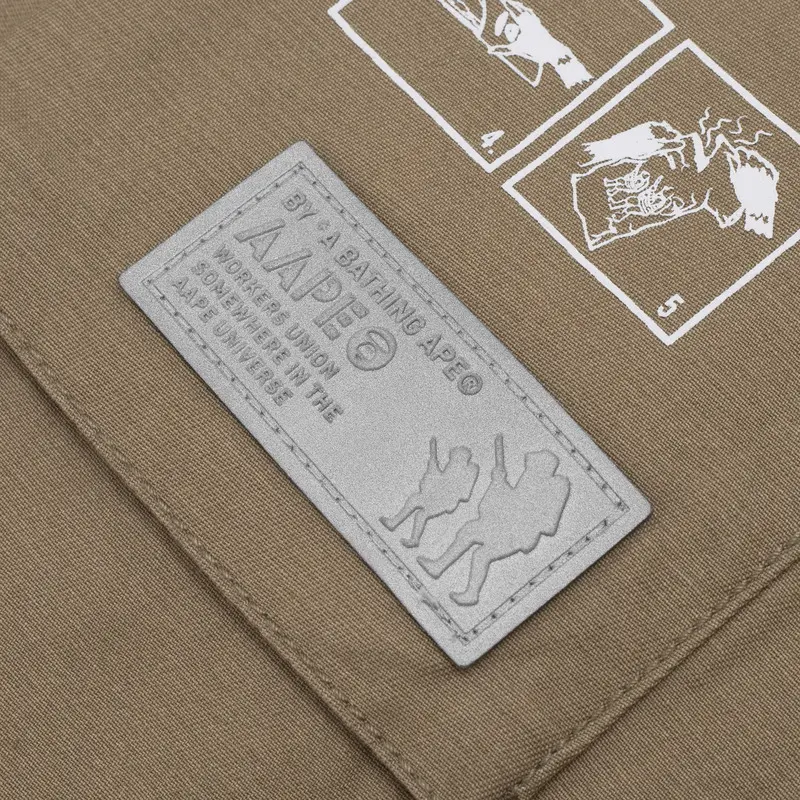 BY *A BATHING APE®
AAPE
WORKERS UNION
SOMEWHERE IN THE
AAPE UNIVERSE
4.
5